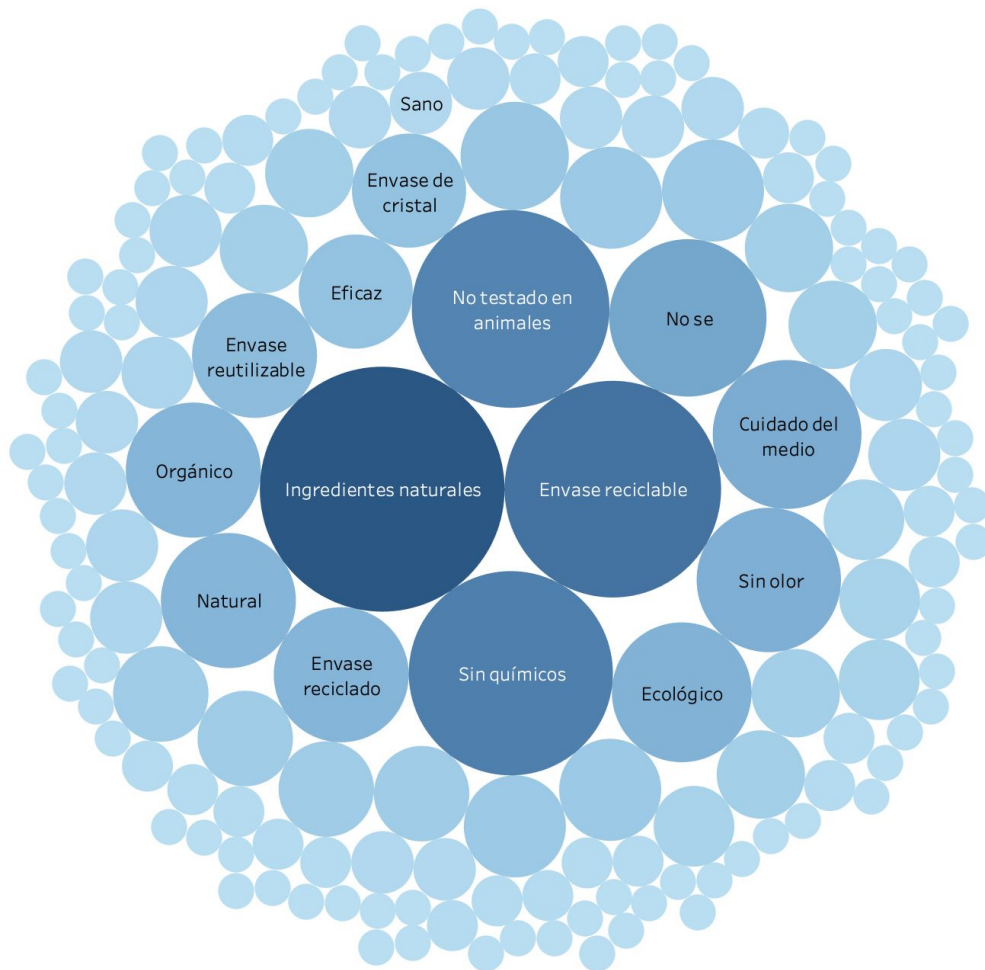 Sano
Envase de
cristal
Eficaz
No testado en
animales
No se
Envase
reutilizable
Cuidado del
medio
Orgánico
Ingredientes naturales
Envase reciclable
Sin olor
Natural
Envase
reciclado
Sin químicos
Ecológico